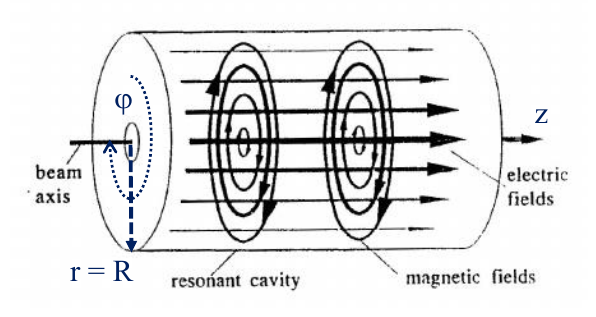 φ
z
beam
axis
electric
fields
r = R
resonant cavity
magnetic fields